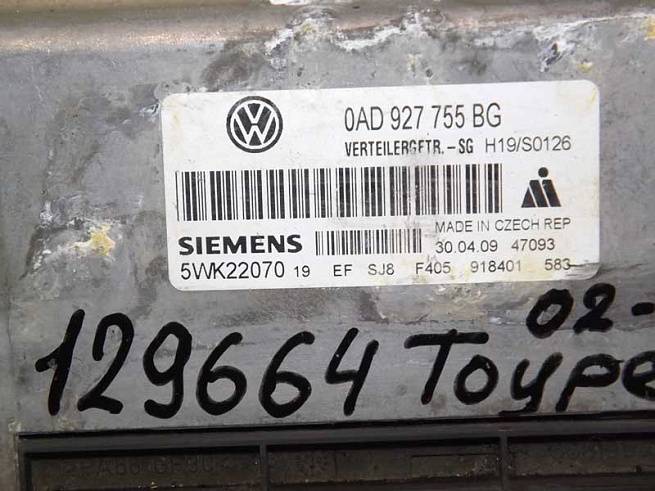 0AD 927 755 BG
VERTEILERGETR.-SG H19/S0126
MADE IN CZECH REP
SIEMENS 30.04.09 47093
5WK22070 19 EF SJ8 F405 918401 583
02-
129664 Toype